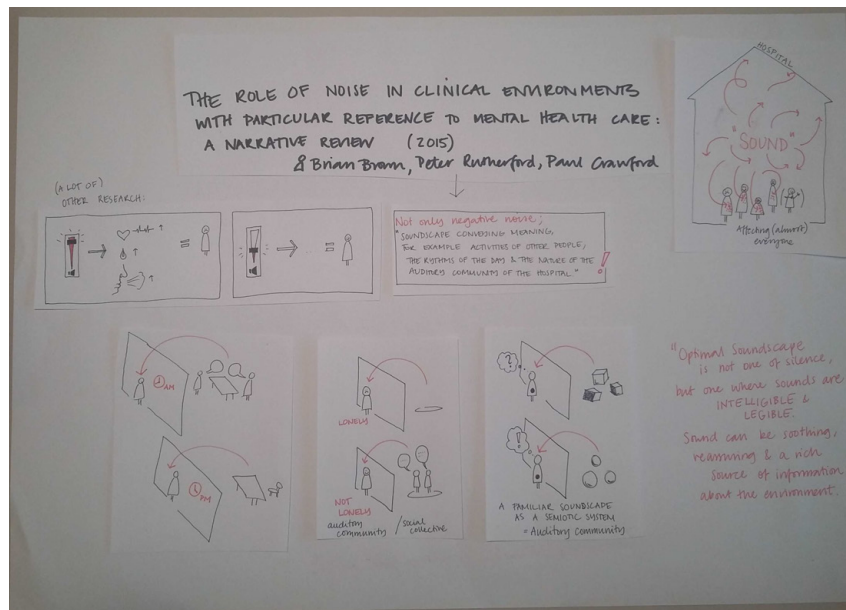 THE ROLE OF NOISE IN CLINICAL ENVIRONMENTS
WITH PARTICULAR REFERENCE TO MENTAL HEALTH CARE:
A NARRATIVE REVIEW (2015)
& Brian Brown, Peter Rutherford, Paul Crawford
HOSPITAL
"SOUND"
Affecting (almost)
everyone
(A LOT OF)
OTHER RESEARCH:
=
=
Not only negative noise;
"SOUNDSCAPE CONVEYING MEANING,
FOR EXAMPLE ACTIVITIES OF OTHER PEOPLE,
THE RYTHMS OF THE DAY & THE NATURE OF THE
AUDITORY COMMUNITY OF THE HOSPITAL" !
AM
PM
LONELY
NOT
LONELY
auditory
community / social
collective
?
!
A FAMILIAR SOUNDSCAPE
AS A SEMIOTIC SYSTEM
= Auditory Community
"Optimal Soundscape
is not one of silence,
but one where sounds are
INTELLIGIBLE &
LEGIBLE.
Sound can be soothing,
reassuring & a rich
source of information
about the environment.